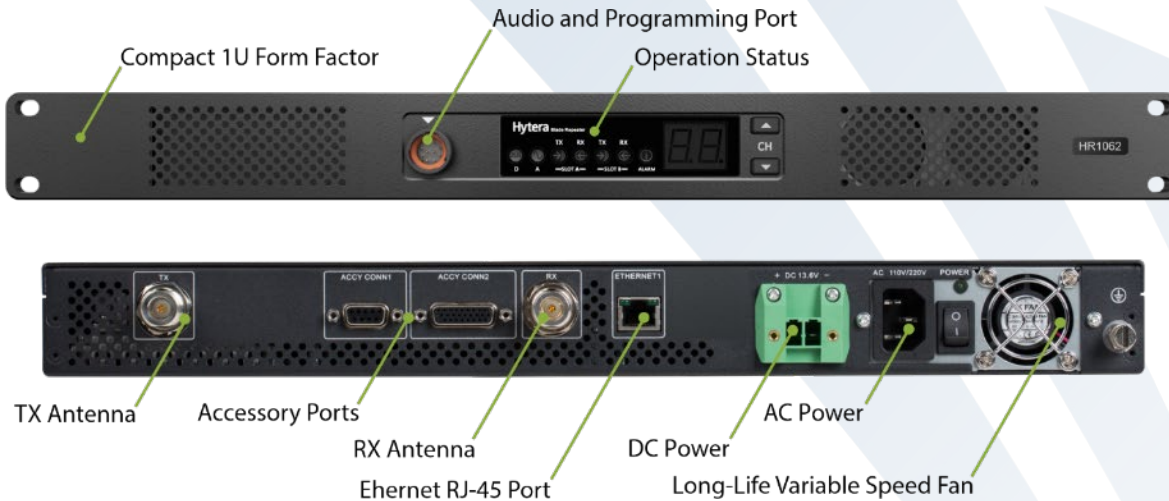 Audio and Programming Port
Compact 1U Form Factor
Operation Status
Hytera Blade Repeater
TX RX TX RX
CH
HR1062
D A SLOT A SLOT B ALARM
TX
ACCY CONN1
ACCY CONN2
RX
ETHERNET1
+ DC 13.6V −
AC 110V/220V
POWER
TX Antenna
Accessory Ports
RX Antenna
Ehernet RJ-45 Port
DC Power
AC Power
Long-Life Variable Speed Fan